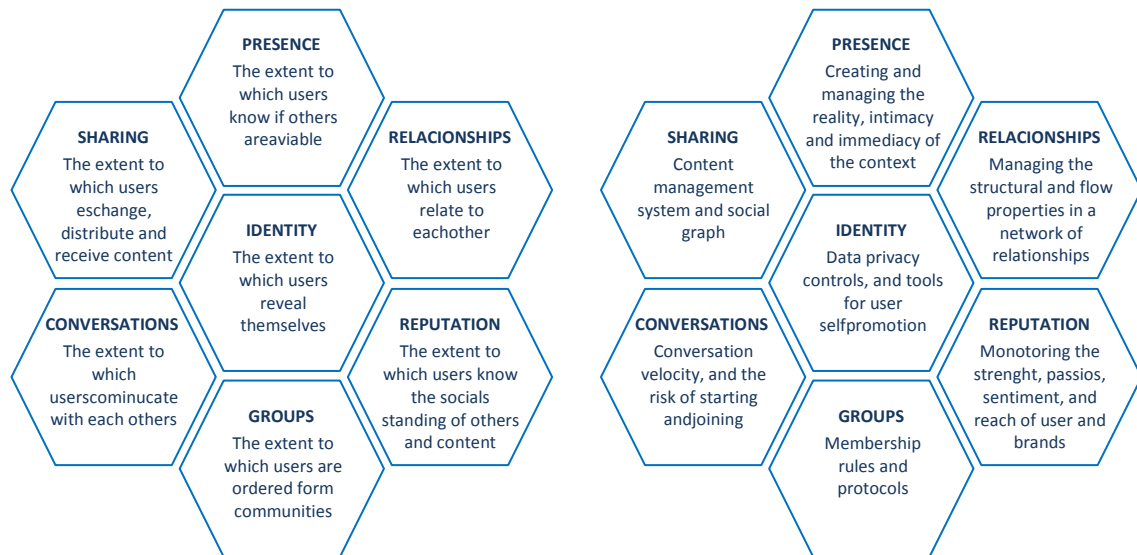 PRESENCE
The extent to
which users
know if others
areaviable
SHARING
The extent to
which users
eschange,
distribute and
receive content
RELACIONSHIPS
The extent to
which users
relate to
eachother
IDENTITY
The extent to
which users
reveal
themselves
CONVERSATIONS
The extent to
which
userscominucate
with each others
REPUTATION
The extent to
which users know
the socials
standing of others
and content
GROUPS
The extent to
which users are
ordered form
communities
PRESENCE
Creating and
managing the
reality, intimacy
and immediacy of
the context
SHARING
Content
management
system and social
graph
RELATIONSHIPS
Managing the
structural and flow
properties in a
network of
relationships
IDENTITY
Data privacy
controls, and tools
for user
selfpromotion
CONVERSATIONS
Conversation
velocity, and the
risk of starting
andjoining
REPUTATION
Monotoring the
strenght, passios,
sentiment, and
reach of user and
brands
GROUPS
Membership
rules and
protocols